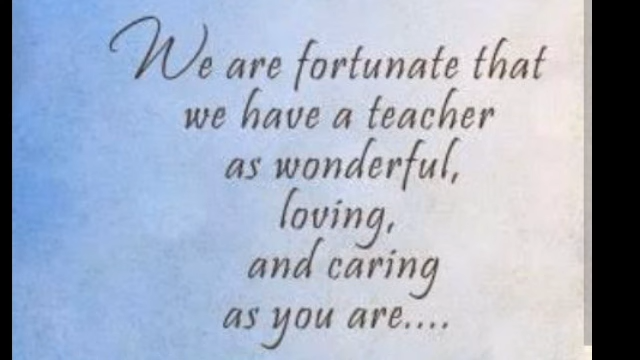 We are fortunate that
we have a teacher
as wonderful,
loving,
and caring
as you are....